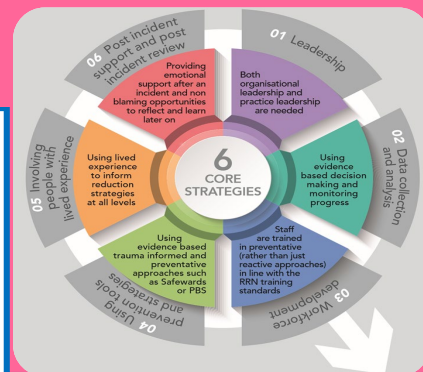 6
CORE
STRATEGIES
01 Leadership
Both
organisational
leadership and
practice leadership
are needed
02 Data collection
and analysis
Using
evidence
based decision
making and
monitoring
progress
03 Workforce
development
Staff
are trained
in preventative
(rather than just
reactive approaches)
in line with the
RRN training
standards
04 Using
prevention tools
and strategies
Using
evidence based
trauma informed and
preventative
approaches such
as Safewards
or PBS
05 Involving
people with
lived experience
Using lived
experience
to inform
reduction
strategies
at all levels
06 Post incident
support and post
incident review
Providing
emotional
support after an
incident and non
blaming opportunities
to reflect and learn
later on